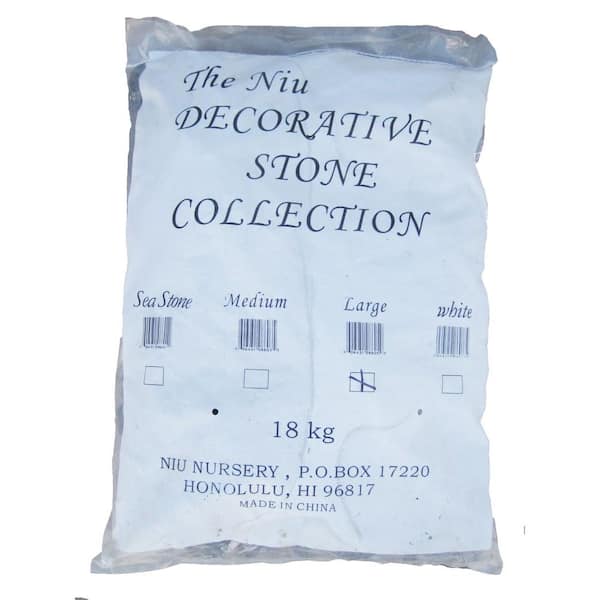 The Niu
DECORATIVE
STONE
COLLECTION
Sea Stone Medium Large white
18 kg
NIU NURSERY , P.O.BOX 17220
HONOLULU, HI 96817
MADE IN CHINA